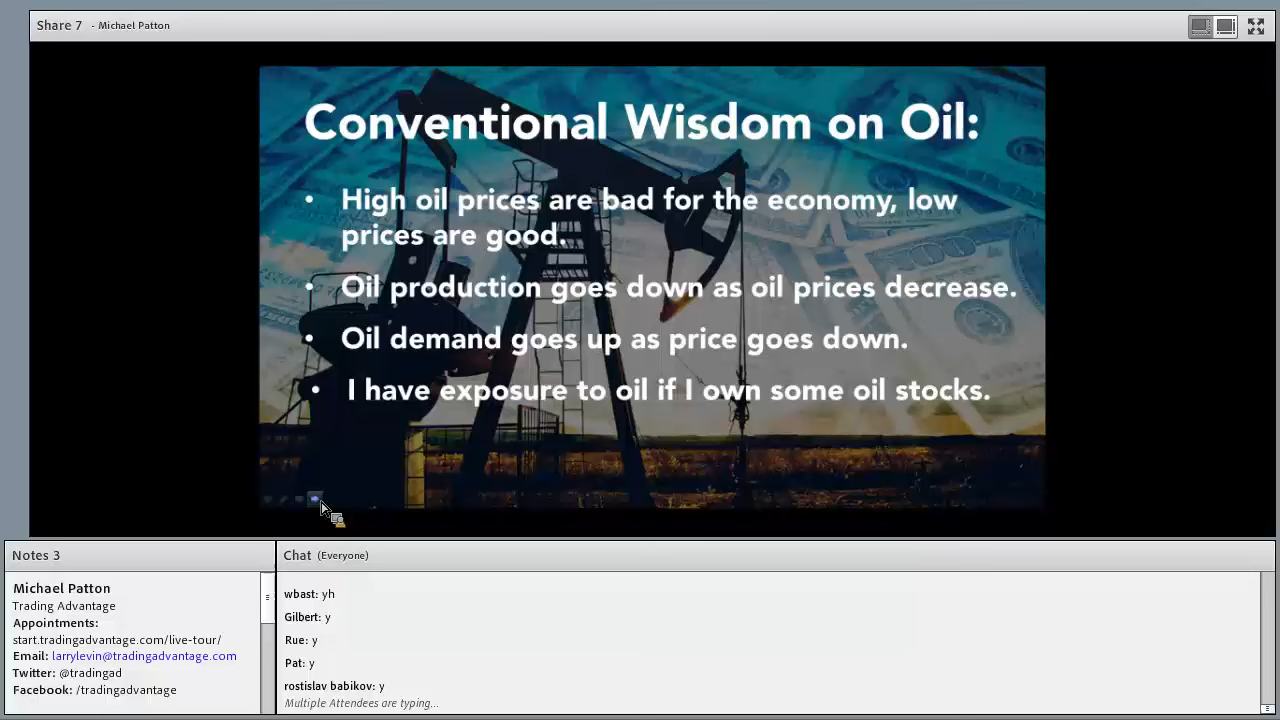 Share 7 - Michael Patton
Conventional Wisdom on Oil:
• High oil prices are bad for the economy, low
prices are good.
• Oil production goes down as oil prices decrease.
• Oil demand goes up as price goes down.
• I have exposure to oil if I own some oil stocks.
Notes 3
Michael Patton
Trading Advantage
Appointments:
start.tradingadvantage.com/live-tour/
Email: larrylevin@tradingadvantage.com
Twitter: @tradingad
Facebook: /tradingadvantage
Chat (Everyone)
wbast: yh
Gilbert: y
Rue: y
Pat: y
rostislav babikov: y
Multiple Attendees are typing...